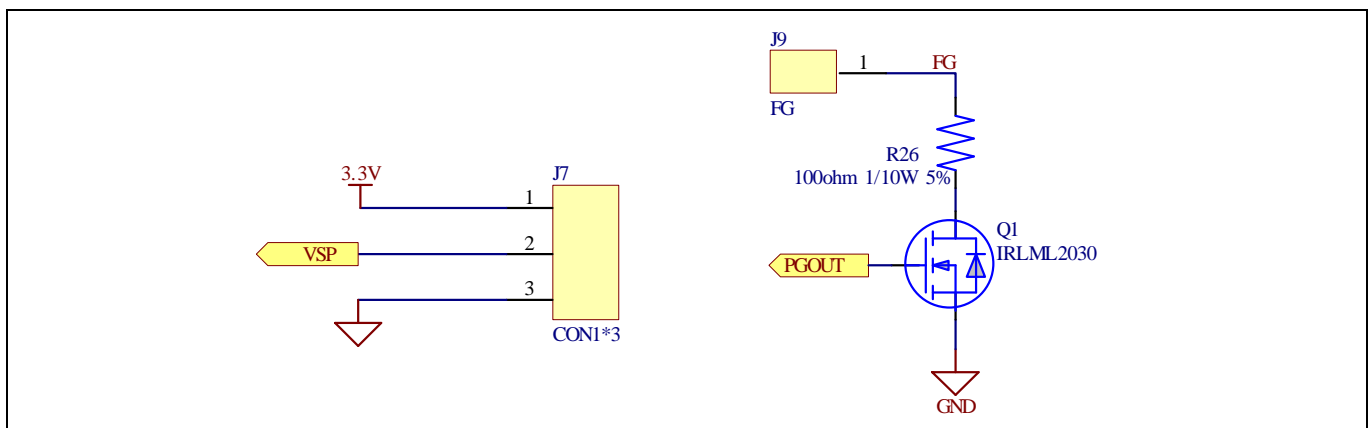 J9
1
FG
FG
R26
100ohm 1/10W 5%
3.3V
J7
1
VSP
2
3
CON1*3
Q1
IRLML2030
PGOUT
GND